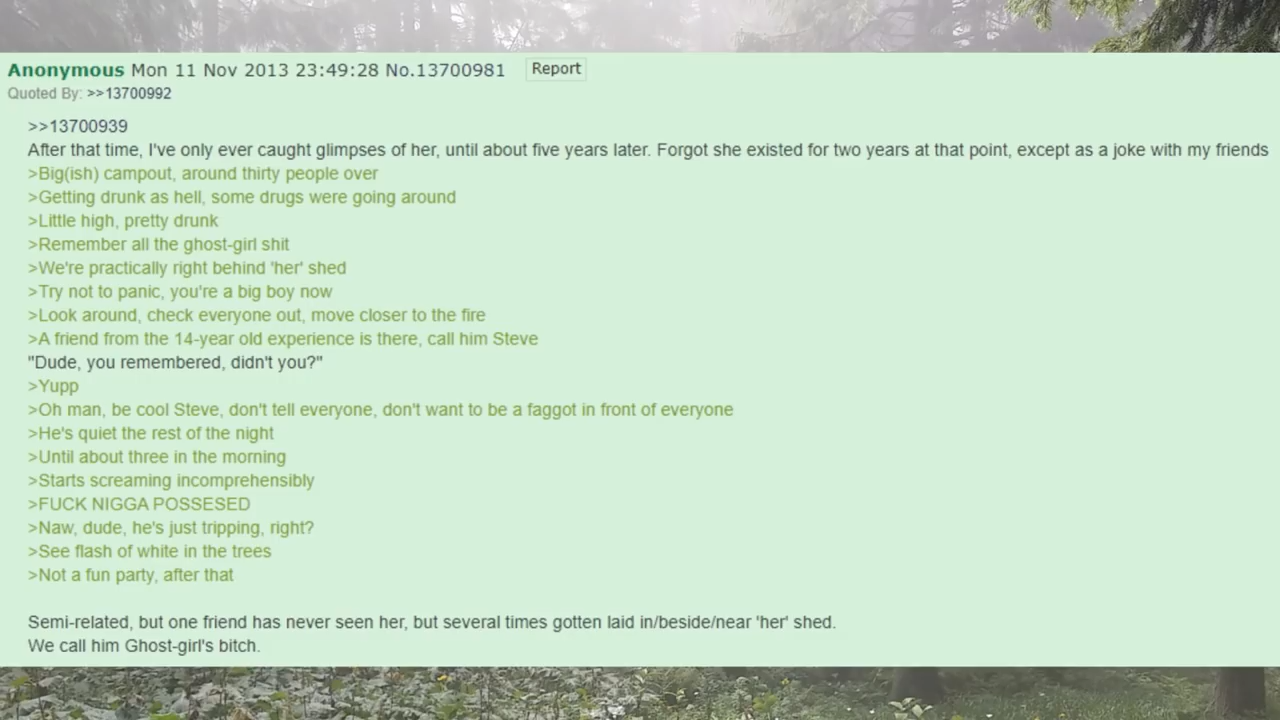 Anonymous Mon 11 Nov 2013 23:49:28 No.13700981 Report
Quoted By: >>13700992
>>13700939
After that time, I've only ever caught glimpses of her, until about five years later. Forgot she existed for two years at that point, except as a joke with my friends
>Big(ish) campout, around thirty people over
>Getting drunk as hell, some drugs were going around
>Little high, pretty drunk
>Remember all the ghost-girl shit
>We're practically right behind 'her' shed
>Try not to panic, you're a big boy now
>Look around, check everyone out, move closer to the fire
>A friend from the 14-year old experience is there, call him Steve
"Dude, you remembered, didn't you?"
>Yupp
>Oh man, be cool Steve, don't tell everyone, don't want to be a faggot in front of everyone
>He's quiet the rest of the night
>Until about three in the morning
>Starts screaming incomprehensibly
>FUCK NIGGA POSSESED
>Naw, dude, he's just tripping, right?
>See flash of white in the trees
>Not a fun party, after that
Semi-related, but one friend has never seen her, but several times gotten laid in/beside/near 'her' shed.
We call him Ghost-girl's bitch.